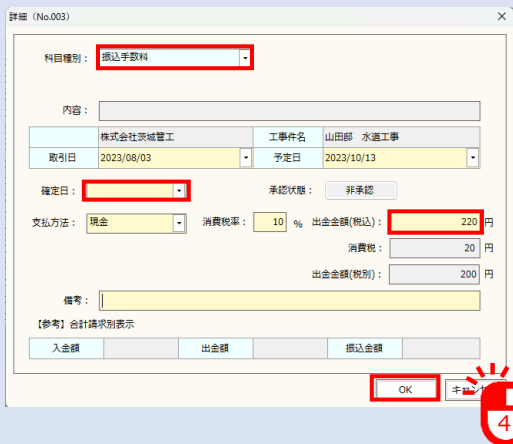 詳細（No.003）
科目種別： 振込手数料
内容：
株式会社茨城管工 工事件名 山田邸 水道工事
取引日 2023/08/03 予定日 2023/10/13
確定日： 承認状態： 非承認
支払方法： 現金 消費税率： 10 % 出金金額(税込)： 220 円
消費税： 20 円
出金金額(税別)： 200 円
備考：
【参考】合計請求別表示
入金額 出金額 振込金額
OK キャンセ
4